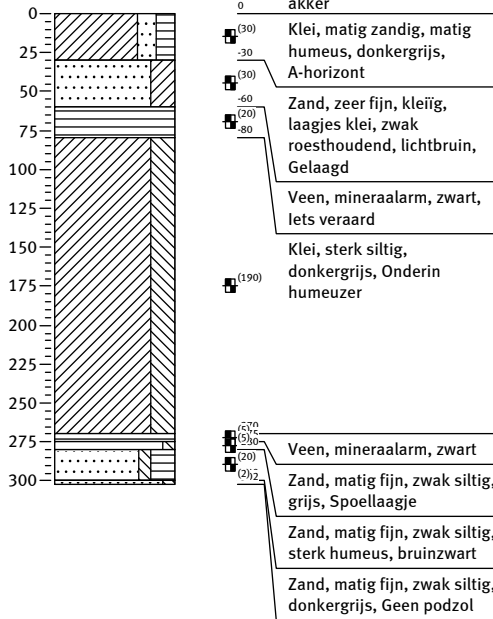 0
akker
0
25
50
75
100
125
150
175
200
225
250
275
300
(30)
-30
(30)
-60
(20)
-80
(190)
(5)
(20)
(2)
Klei, matig zandig, matig
humeus, donkergrijs,
A-horizont
Zand, zeer fijn, kleiïg,
laagjes klei, zwak
roesthoudend, lichtbruin,
Gelaagd
Veen, mineraalarm, zwart,
Iets veraard
Klei, sterk siltig,
donkergrijs, Onderin
humeuzer
Veen, mineraalarm, zwart
Zand, matig fijn, zwak siltig,
grijs, Spoellaagje
Zand, matig fijn, zwak siltig,
sterk humeus, bruinzwart
Zand, matig fijn, zwak siltig,
donkergrijs, Geen podzol